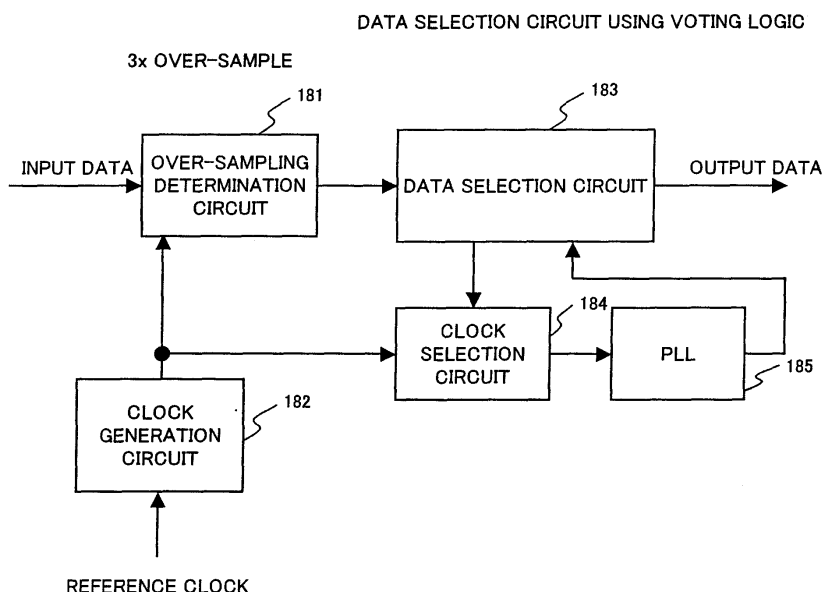 DATA SELECTION CIRCUIT USING VOTING LOGIC
3x OVER-SAMPLE
181
183
INPUT DATA
OVER-SAMPLING
DETERMINATION
CIRCUIT
DATA SELECTION CIRCUIT
OUTPUT DATA
184
CLOCK
SELECTION
CIRCUIT
PLL
185
182
CLOCK
GENERATION
CIRCUIT
REFERENCE CLOCK